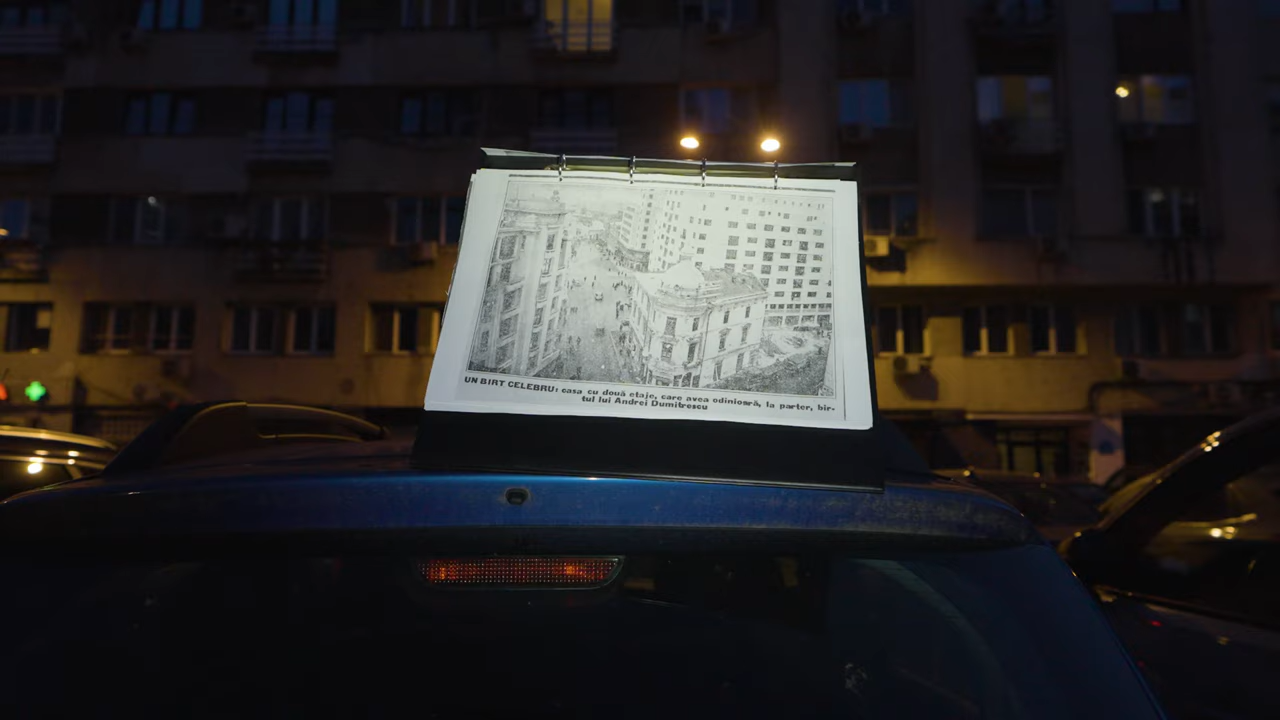 UN BIRT CELEBRU: casa cu două etaje, care avea odinioară, la parter, bir-
tul lui Andrei Dumitrescu